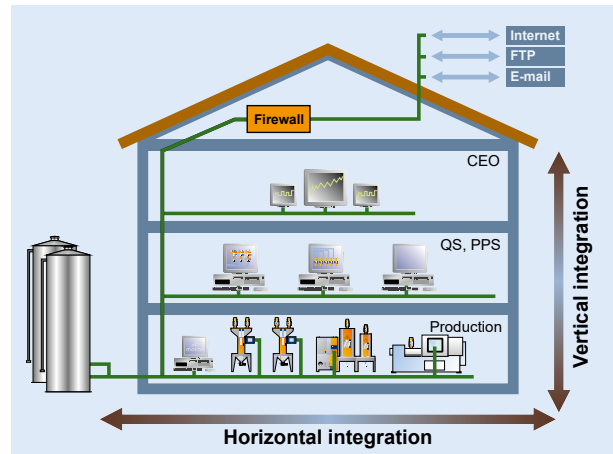 Internet
FTP
E-mail
Firewall
CEO
QS, PPS
Production
Vertical integration
Horizontal integration